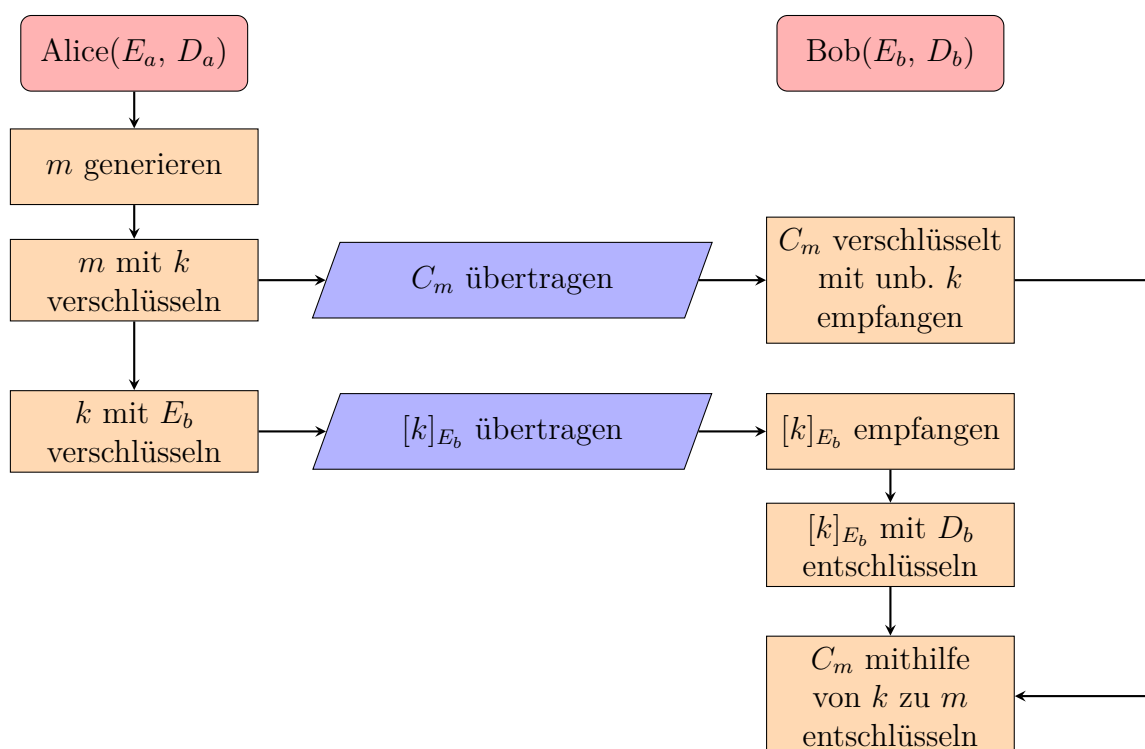 Alice(E_a, D_a)
Bob(E_b, D_b)
m generieren
m mit k
verschlüsseln
C_m übertragen
C_m verschlüsselt
mit unb. k
empfangen
k mit E_b
verschlüsseln
[k]_{E_b} übertragen
[k]_{E_b} empfangen
[k]_{E_b} mit D_b
entschlüsseln
C_m mithilfe
von k zu m
entschlüsseln